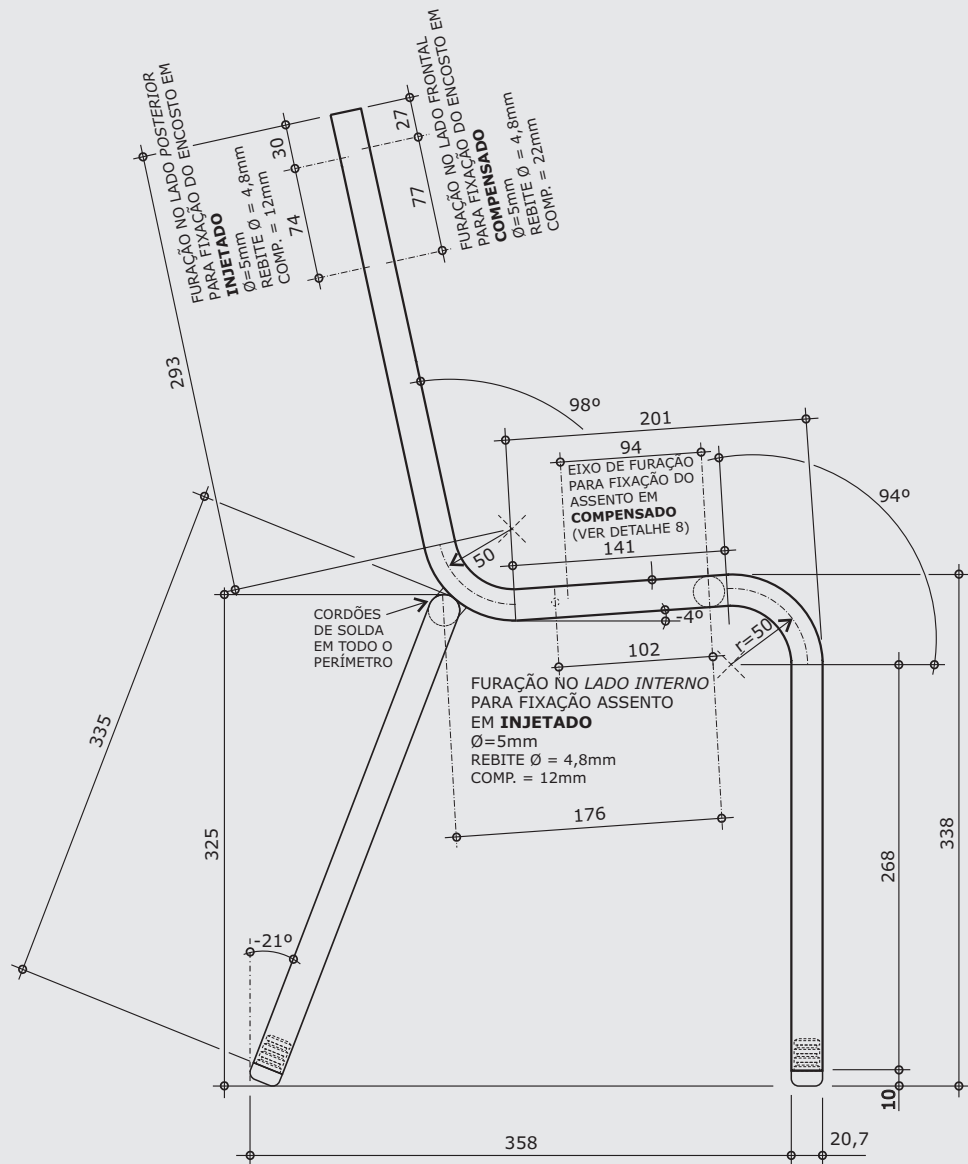 FURAÇÃO NO LADO POSTERIOR
PARA FIXAÇÃO DO ENCOSTO EM
INJETADO
Ø=5mm
REBITE Ø = 4,8mm
COMP. = 12mm
30
74
27
77
FURAÇÃO NO LADO FRONTAL
PARA FIXAÇÃO DO ENCOSTO EM
COMPENSADO
Ø=5mm
REBITE Ø = 4,8mm
COMP. = 22mm
293
98º
201
94
EIXO DE FURAÇÃO
PARA FIXAÇÃO DO
ASSENTO EM
COMPENSADO
(VER DETALHE 8)
141
94º
50
CORDÕES
DE SOLDA
EM TODO O
PERÍMETRO
-4º
r=50
102
FURAÇÃO NO LADO INTERNO
PARA FIXAÇÃO ASSENTO
EM INJETADO
Ø=5mm
REBITE Ø = 4,8mm
COMP. = 12mm
176
335
325
268
338
-21º
10
358
20,7